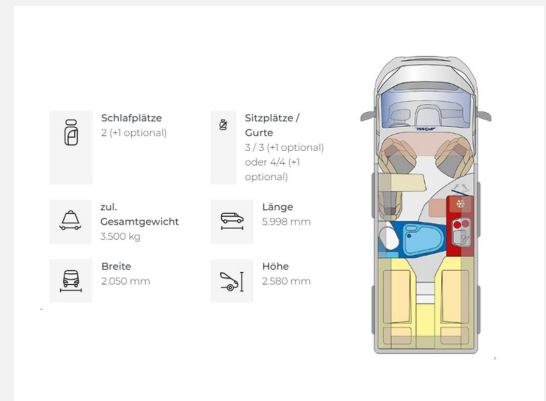 Schlafplätze
2 (+1 optional)
Sitzplätze /
Gurte
3 / 3 (+1 optional)
oder 4/4 (+1
optional)
zul.
Gesamtgewicht
3.500 kg
Länge
5.998 mm
Breite
2.050 mm
Höhe
2.580 mm